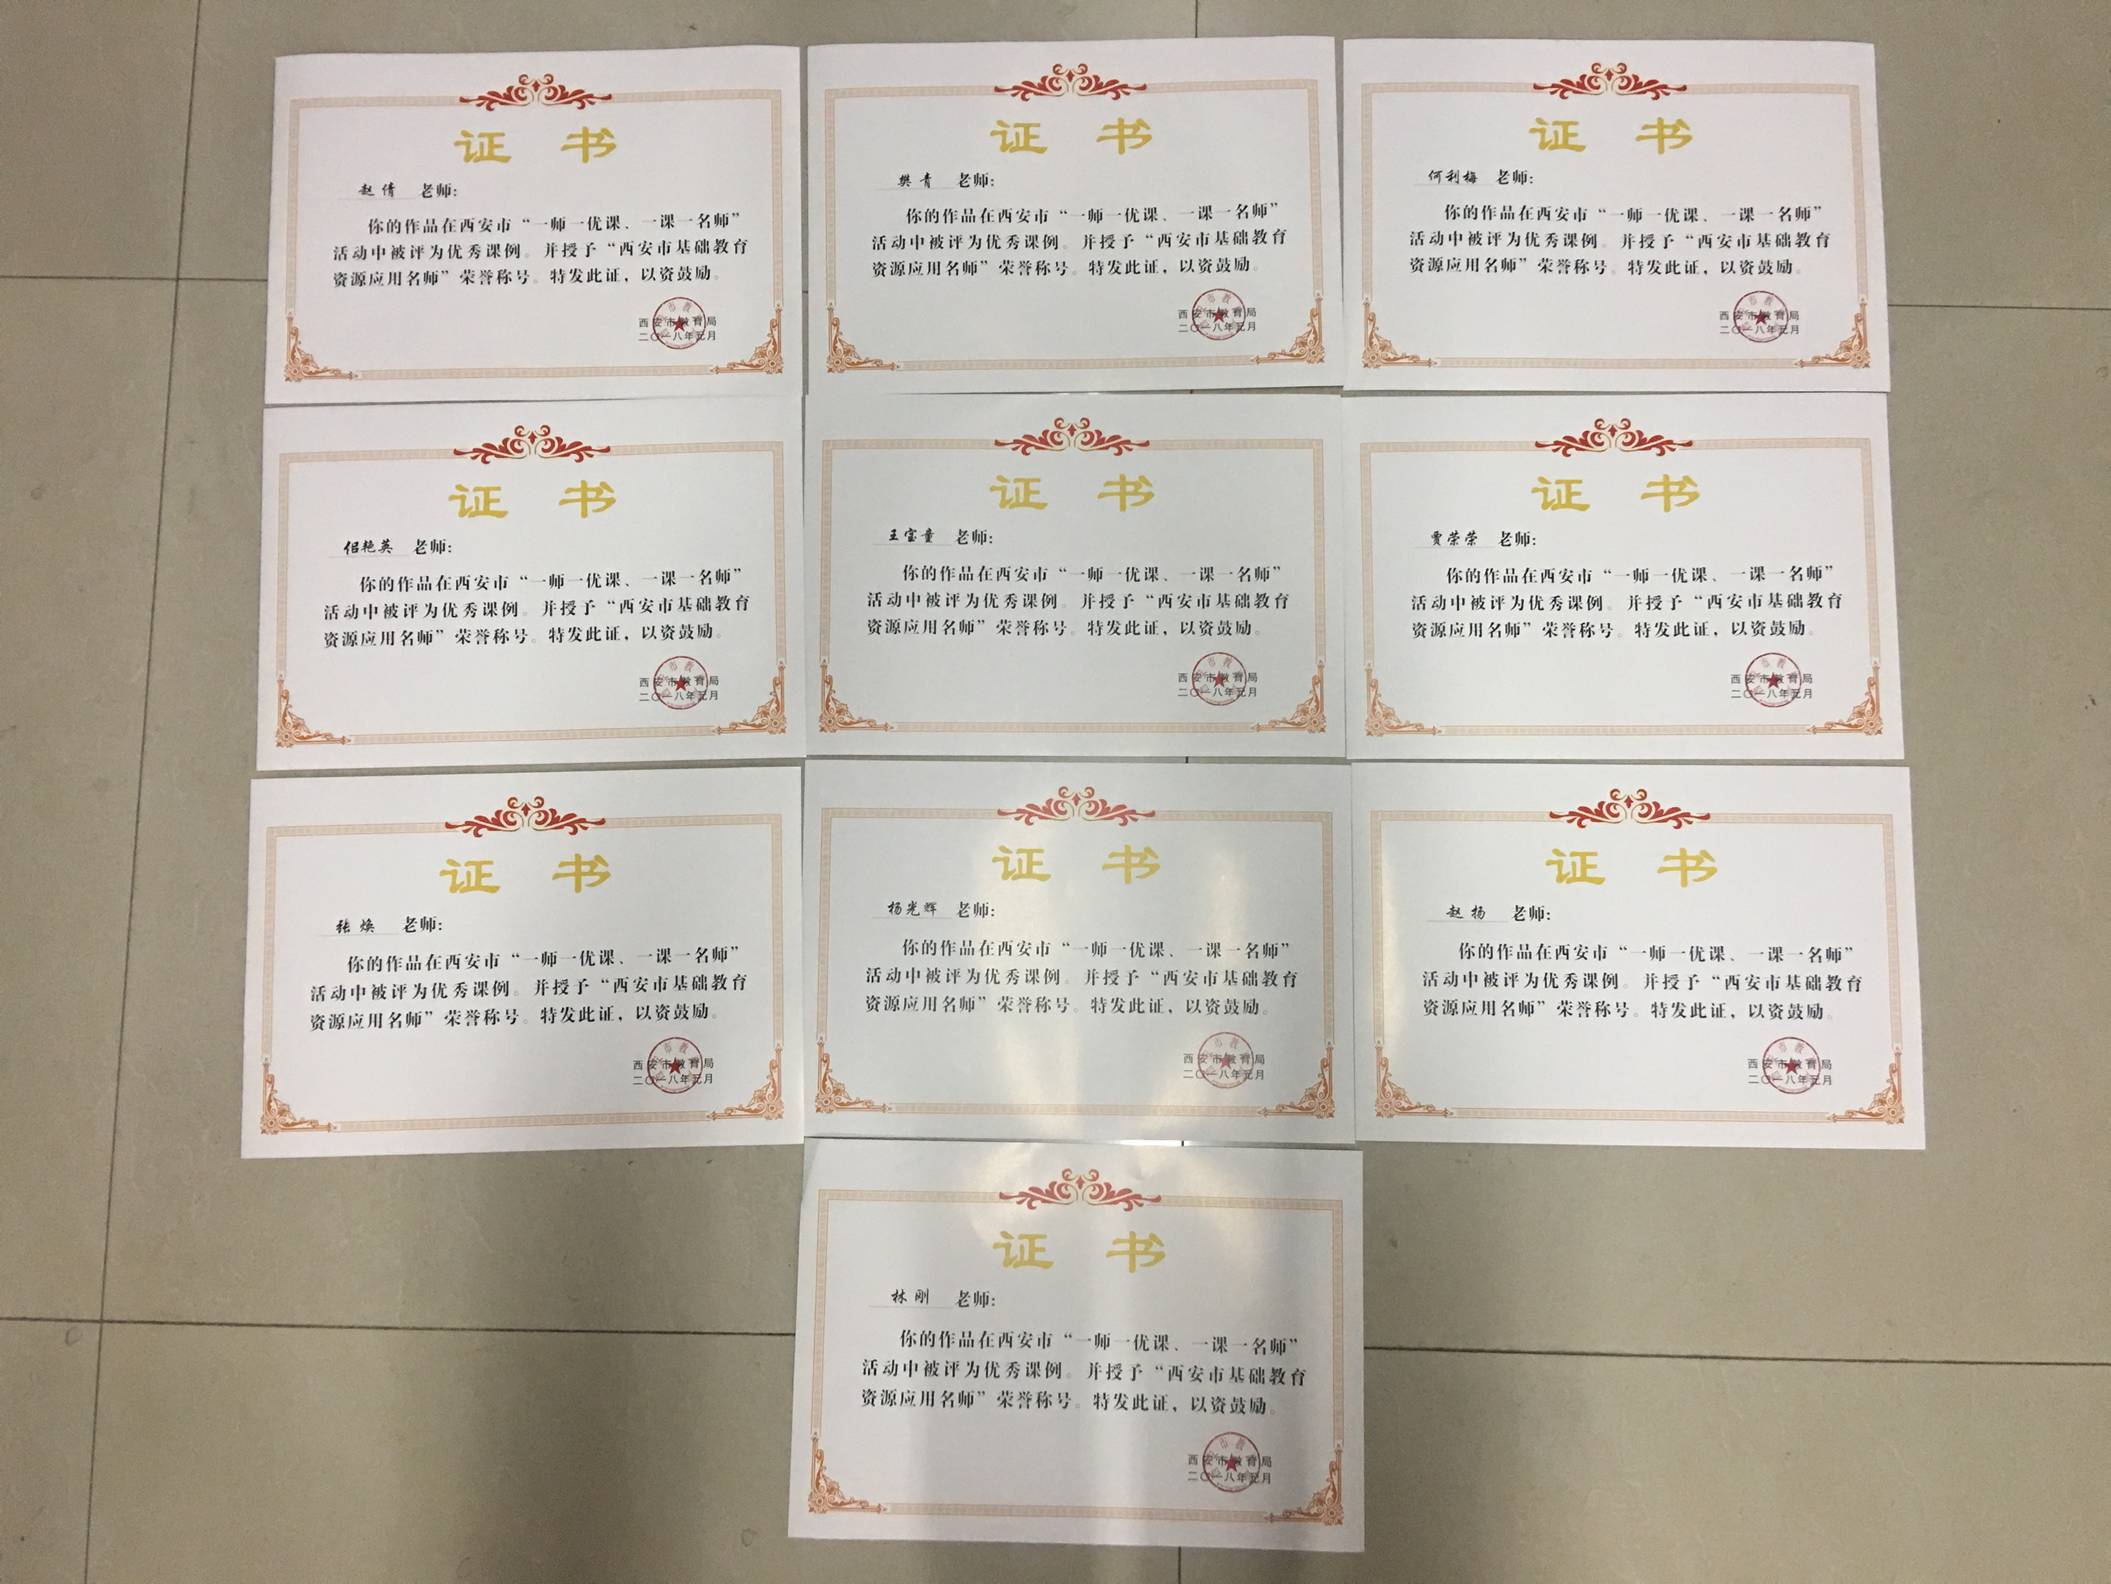 证 书
赵倩 老师:
你的作品在西安市“一师一优课、一课一名师”
活动中被评为优秀课例。并授予“西安市基础教育
资源应用名师”荣誉称号。特发此证，以资鼓励。
西安市教育局
二〇一八年元月
证 书
樊青 老师:
你的作品在西安市“一师一优课、一课一名师”
活动中被评为优秀课例。并授予“西安市基础教育
资源应用名师”荣誉称号。特发此证，以资鼓励。
西安市教育局
二〇一八年元月
证 书
何利梅 老师:
你的作品在西安市“一师一优课、一课一名师”
活动中被评为优秀课例。并授予“西安市基础教育
资源应用名师”荣誉称号。特发此证，以资鼓励。
西安市教育局
二〇一八年元月
证 书
侣艳英 老师:
你的作品在西安市“一师一优课、一课一名师”
活动中被评为优秀课例。并授予“西安市基础教育
资源应用名师”荣誉称号。特发此证，以资鼓励。
西安市教育局
二〇一八年元月
证 书
王宝童 老师:
你的作品在西安市“一师一优课、一课一名师”
活动中被评为优秀课例。并授予“西安市基础教育
资源应用名师”荣誉称号。特发此证，以资鼓励。
西安市教育局
二〇一八年元月
证 书
贾荣荣 老师:
你的作品在西安市“一师一优课、一课一名师”
活动中被评为优秀课例。并授予“西安市基础教育
资源应用名师”荣誉称号。特发此证，以资鼓励。
西安市教育局
二〇一八年元月
证 书
张焕 老师:
你的作品在西安市“一师一优课、一课一名师”
活动中被评为优秀课例。并授予“西安市基础教育
资源应用名师”荣誉称号。特发此证，以资鼓励。
西安市教育局
二〇一八年元月
证 书
杨光辉 老师:
你的作品在西安市“一师一优课、一课一名师”
活动中被评为优秀课例。并授予“西安市基础教育
资源应用名师”荣誉称号。特发此证，以资鼓励。
西安市教育局
二〇一八年元月
证 书
赵扬 老师:
你的作品在西安市“一师一优课、一课一名师”
活动中被评为优秀课例。并授予“西安市基础教育
资源应用名师”荣誉称号。特发此证，以资鼓励。
西安市教育局
二〇一八年元月
证 书
林刚 老师:
你的作品在西安市“一师一优课、一课一名师”
活动中被评为优秀课例。并授予“西安市基础教育
资源应用名师”荣誉称号。特发此证，以资鼓励。
西安市教育局
二〇一八年元月